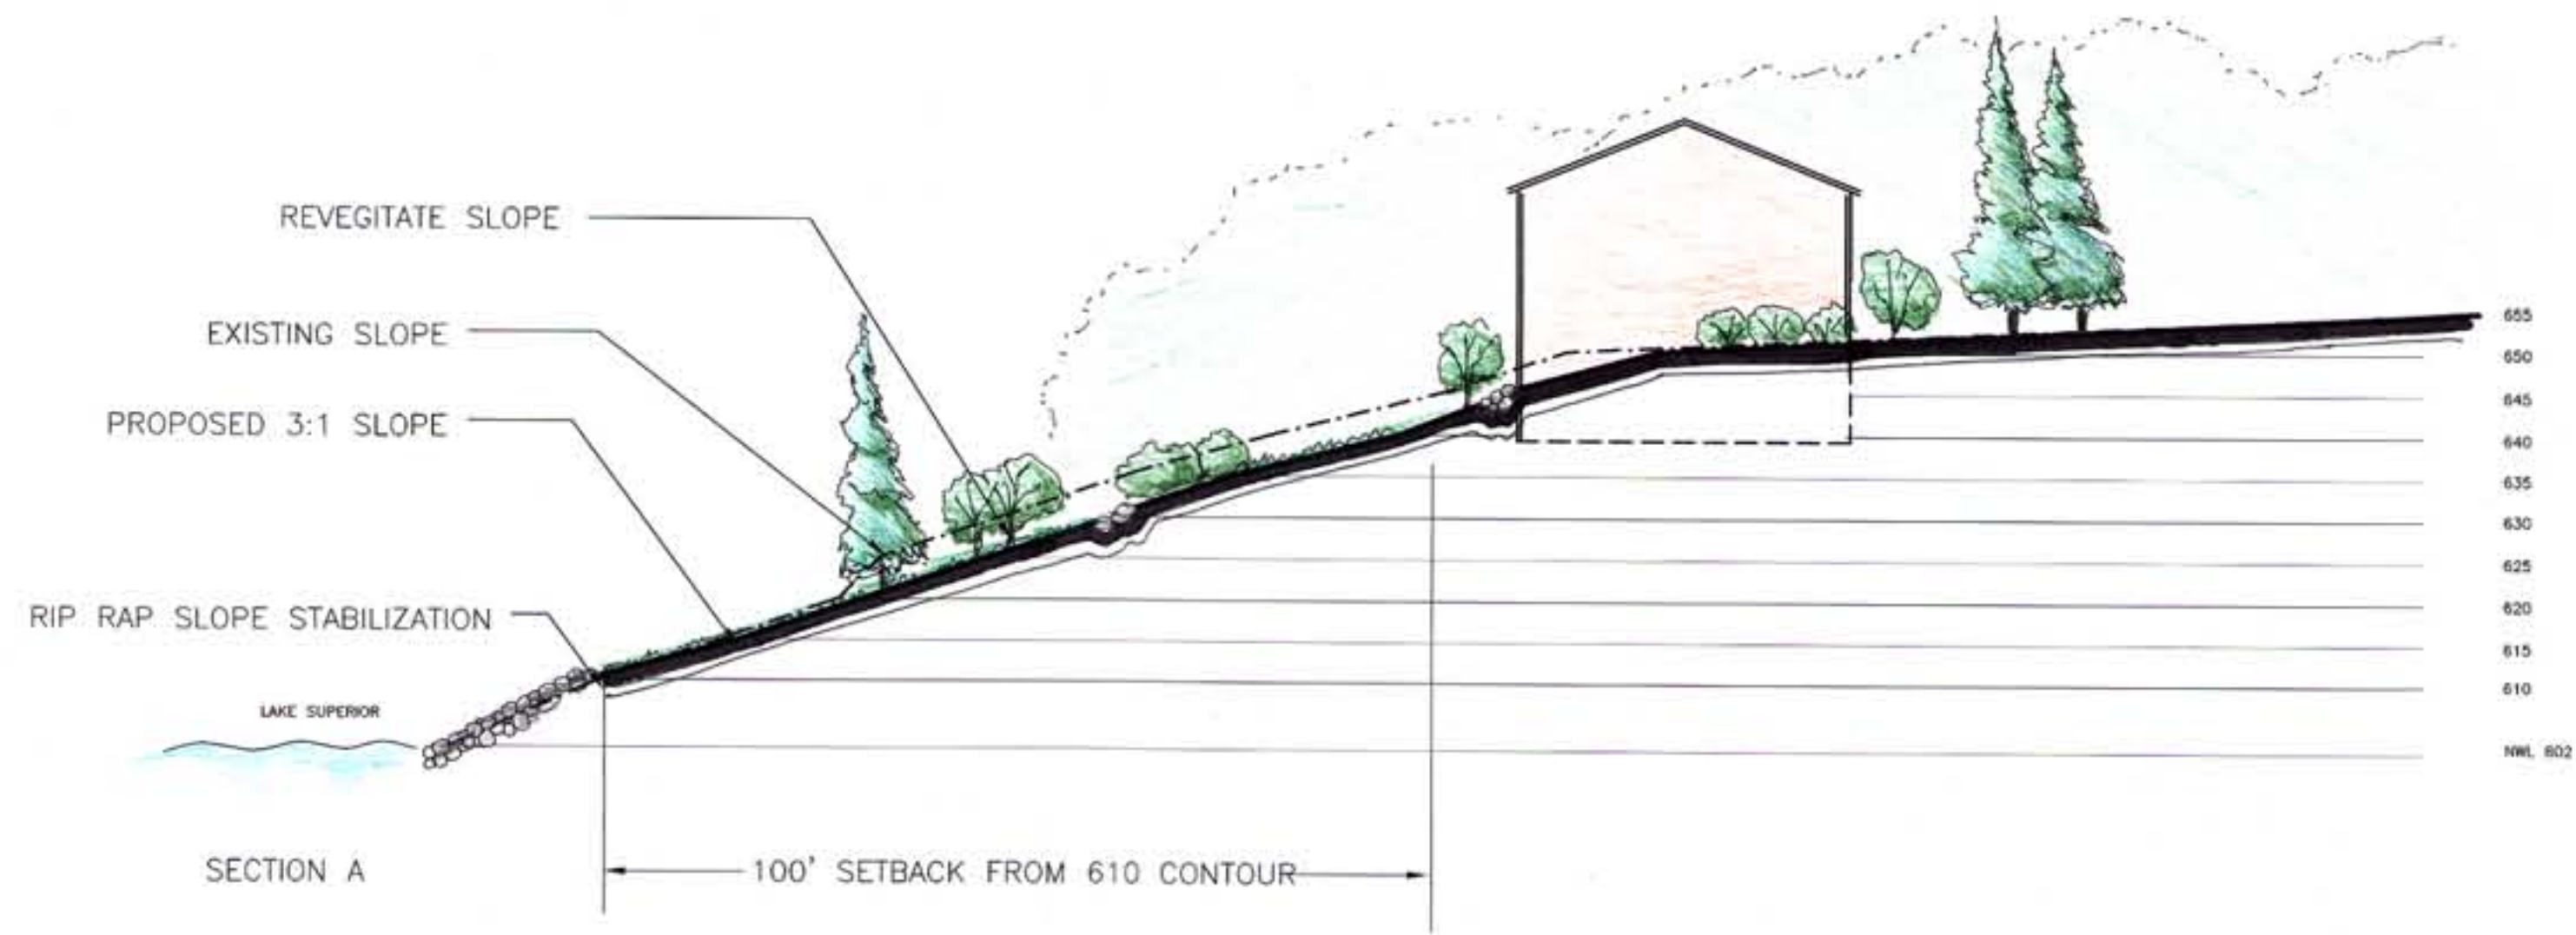 REVEGITATE SLOPE
EXISTING SLOPE
PROPOSED 3:1 SLOPE
RIP RAP SLOPE STABILIZATION
LAKE SUPERIOR
655
650
645
640
635
630
625
620
615
610
NWL 602
SECTION A
100' SETBACK FROM 610 CONTOUR